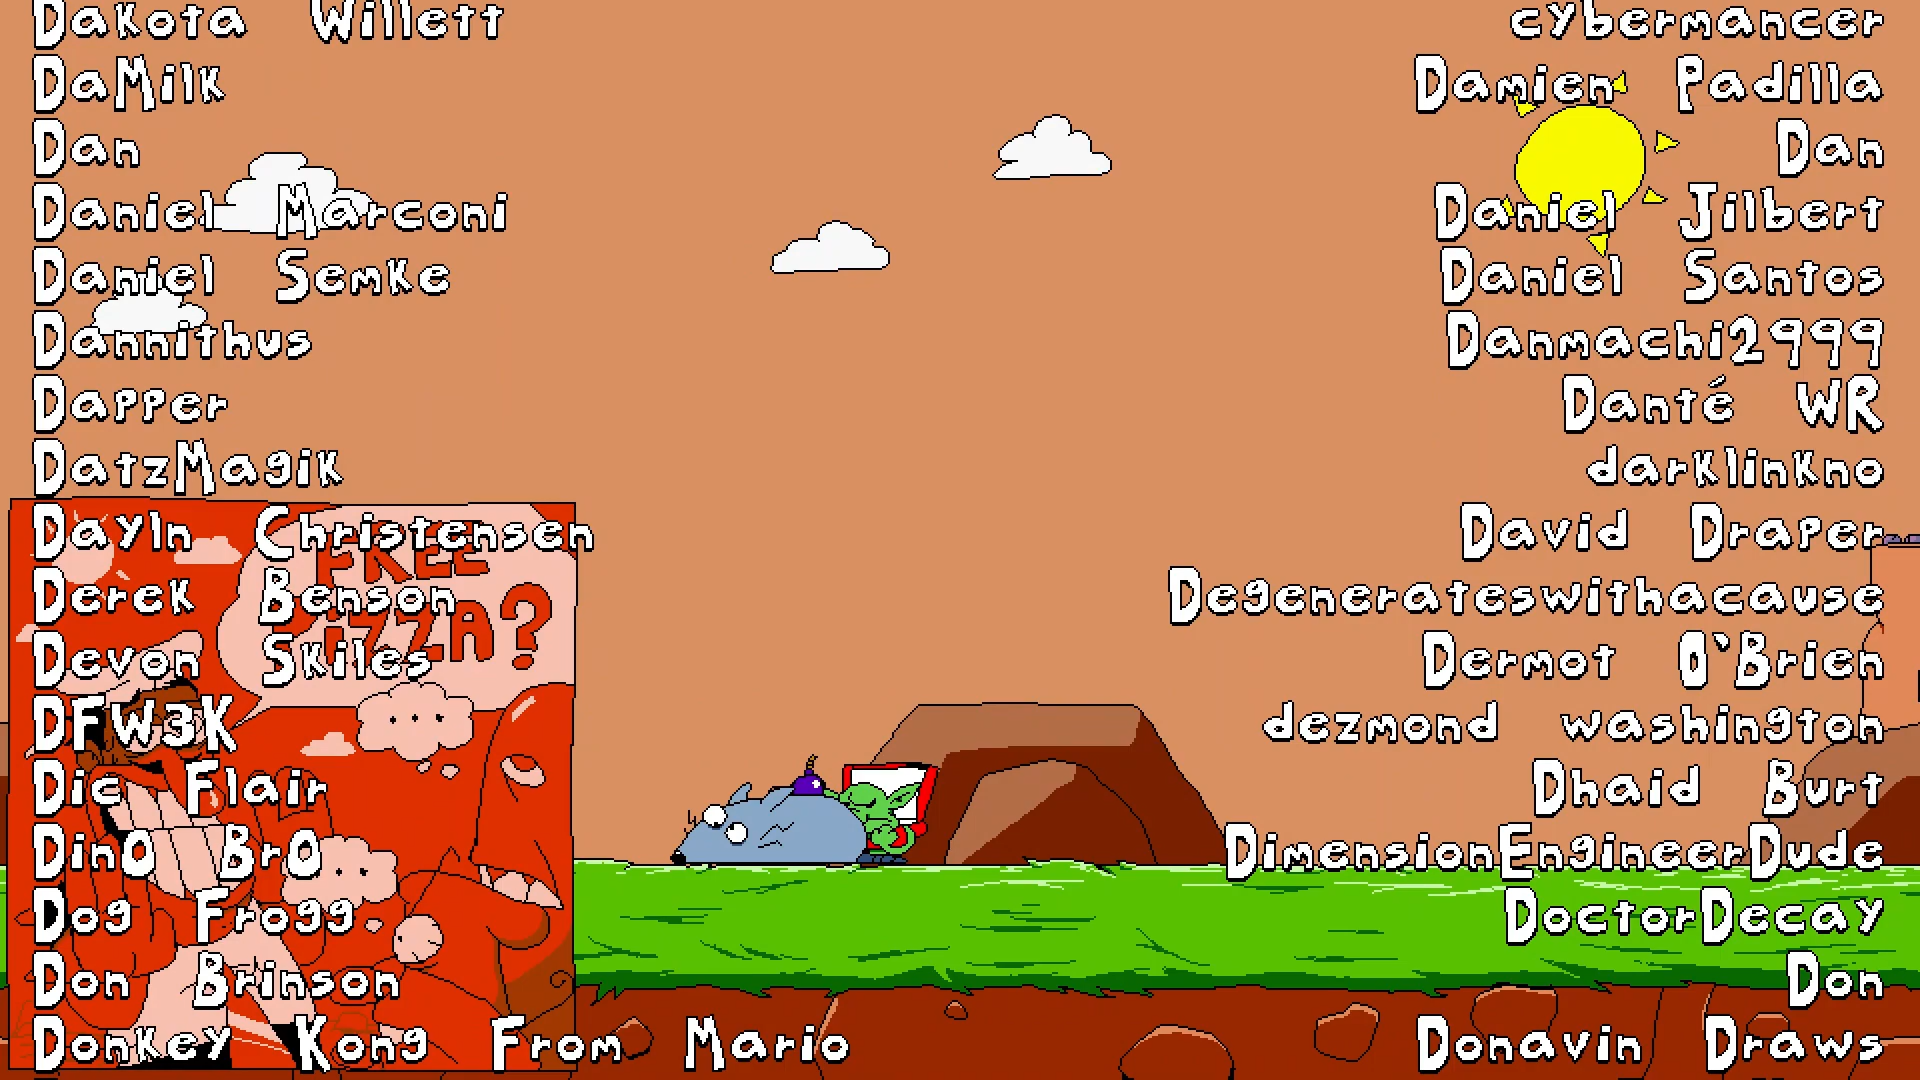 Dakota Willett
cybermancer
DaMilk
Damien Padilla
Dan
Dan
Daniel Marconi
Daniel Jilbert
Daniel Semke
Daniel Santos
Dannithus
Danmachi2999
Dapper
Danté WR
DatzMagik
darklinkno
Dayln Christensen
David Draper
FREE
Derek Benson
Degenerateswithacause
PIZZA?
Devon Skiles
Dermot O'Brien
DFW3K
dezmond washington
Dic Flair
Dhaid Burt
DinO BrO
DimensionEngineerDude
Dog Frogg
DoctorDecay
Don Brinson
Don
Donkey Kong From Mario
Donavin Draws